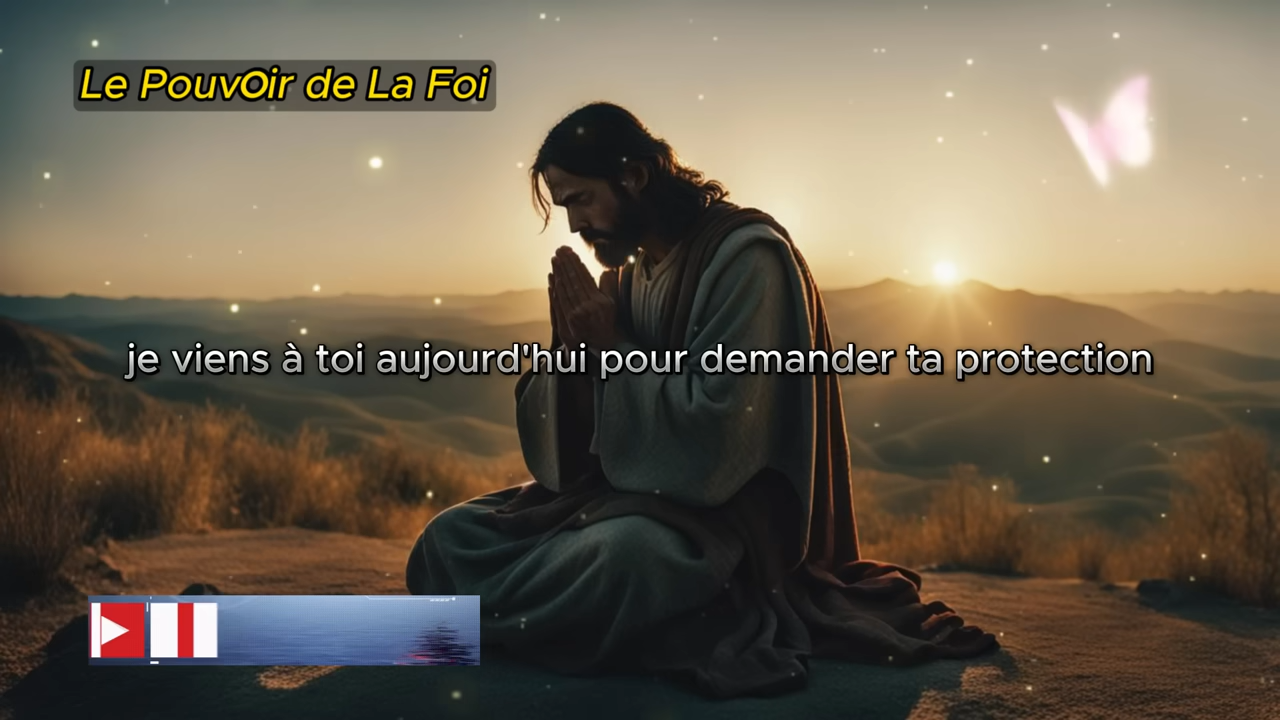 Le Pouvoir de La Foi
je viens à toi aujourd'hui pour demander ta protection